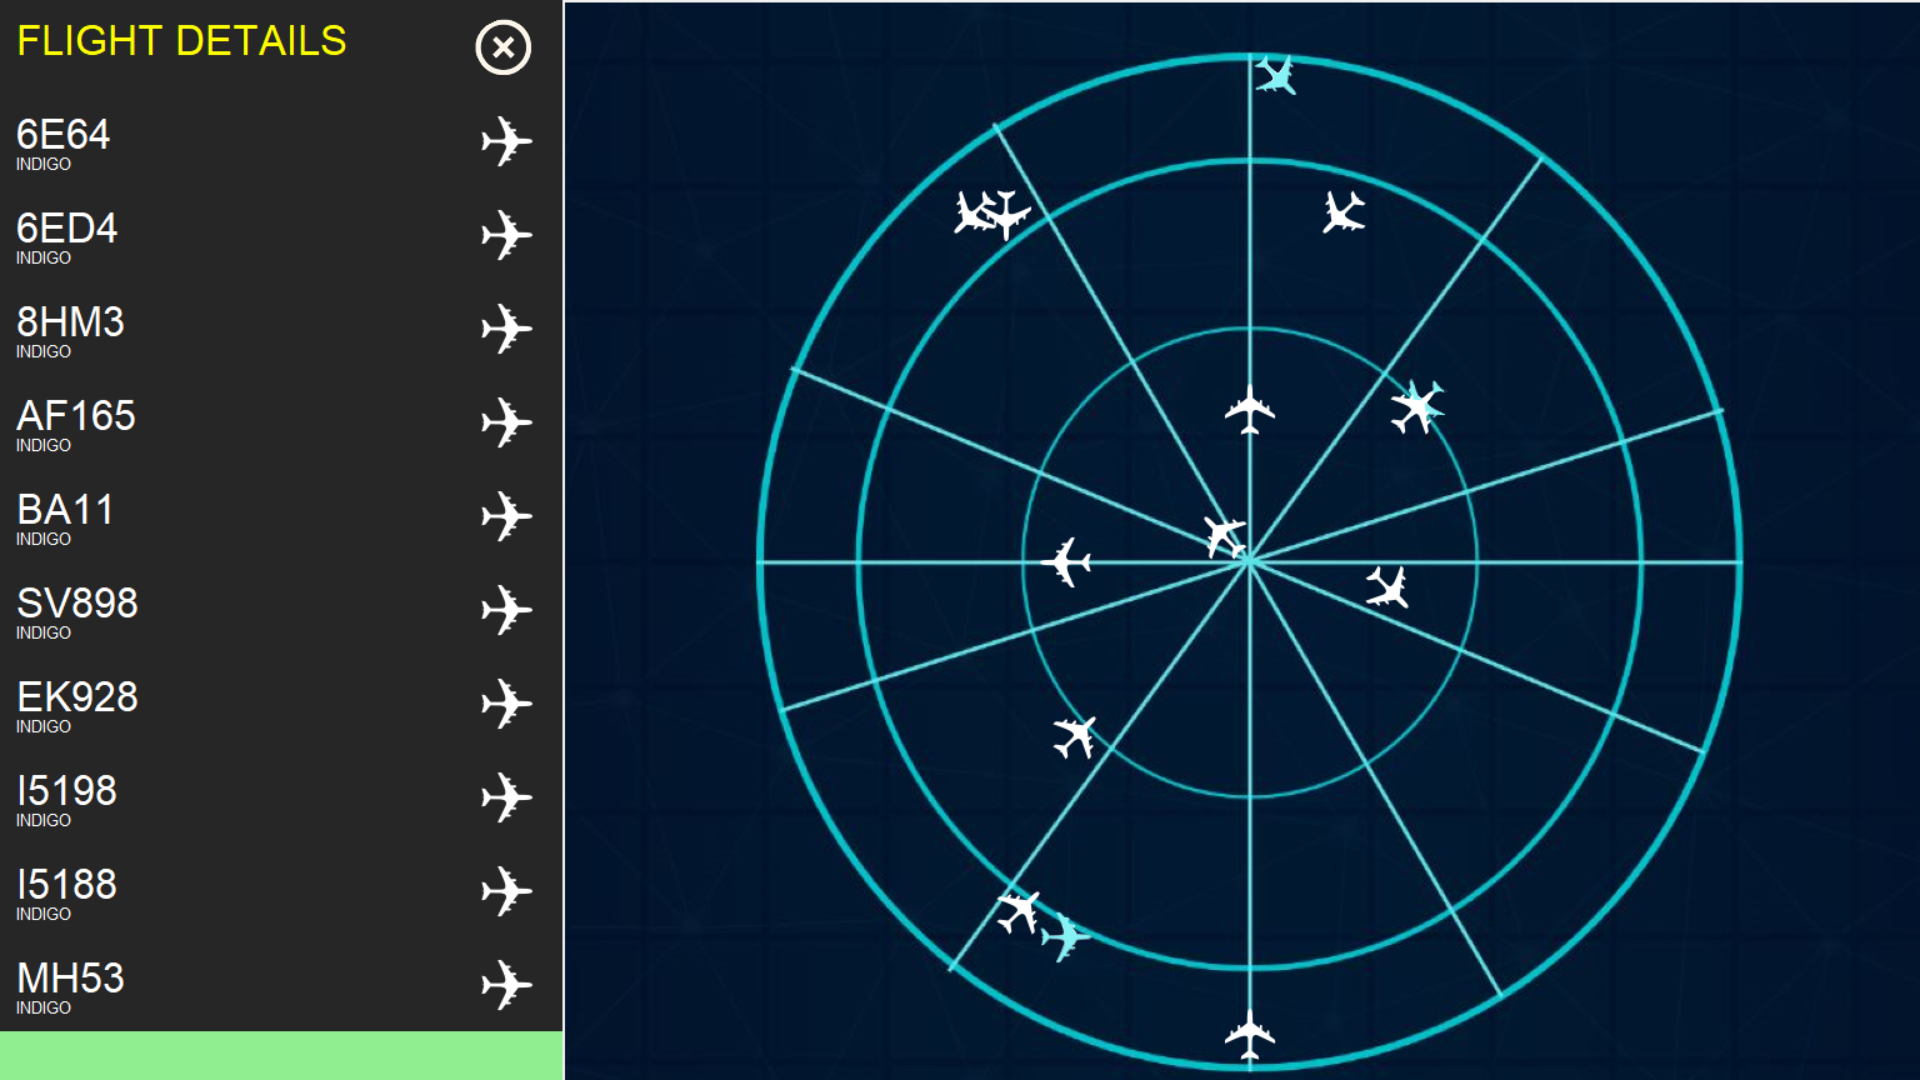 FLIGHT DETAILS
6E64
INDIGO
6ED4
INDIGO
8HM3
INDIGO
AF165
INDIGO
BA11
INDIGO
SV898
INDIGO
EK928
INDIGO
I5198
INDIGO
I5188
INDIGO
MH53
INDIGO